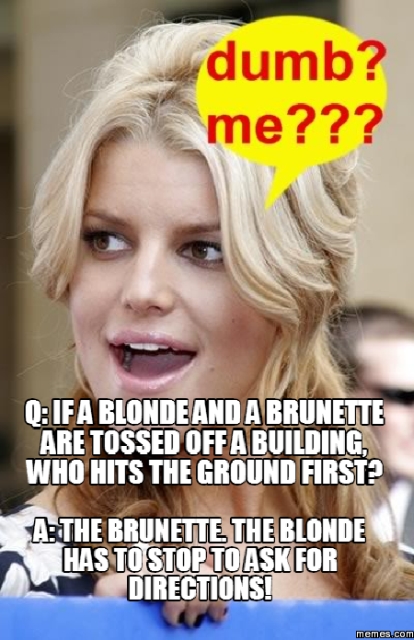 dumb?
me???
Q: IF A BLONDE AND A BRUNETTE
ARE TOSSED OFF A BUILDING,
WHO HITS THE GROUND FIRST?
A: THE BRUNETTE. THE BLONDE
HAS TO STOP TO ASK FOR
DIRECTIONS!
memes.com